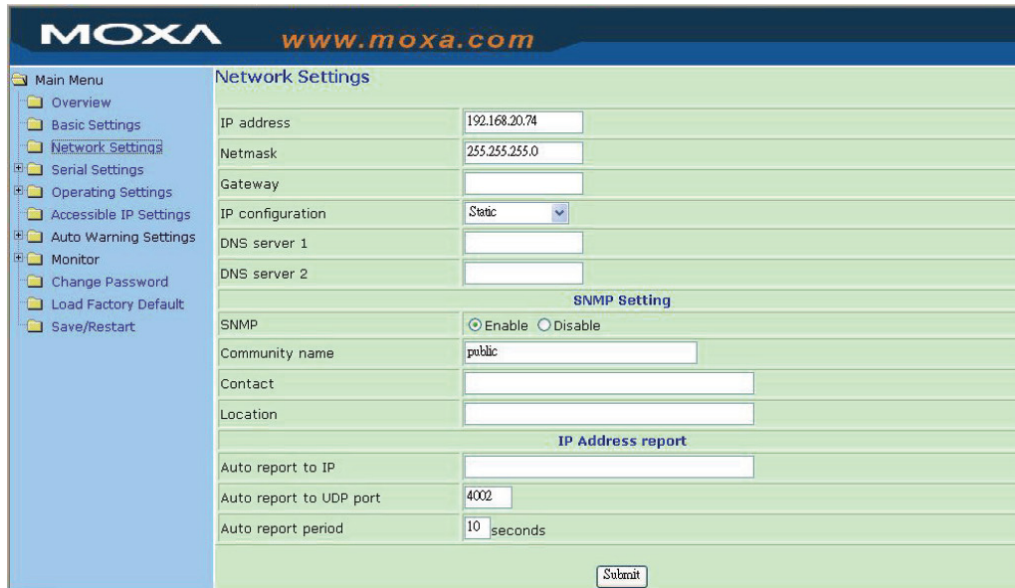 MOXA www.moxa.com
Main Menu
Overview
Basic Settings
Network Settings
Serial Settings
Operating Settings
Accessible IP Settings
Auto Warning Settings
Monitor
Change Password
Load Factory Default
Save/Restart
Network Settings
IP address 192.168.20.74
Netmask 255.255.255.0
Gateway
IP configuration Static
DNS server 1
DNS server 2
SNMP Setting
SNMP Enable Disable
Community name public
Contact
Location
IP Address report
Auto report to IP
Auto report to UDP port 4002
Auto report period 10 seconds
Submit